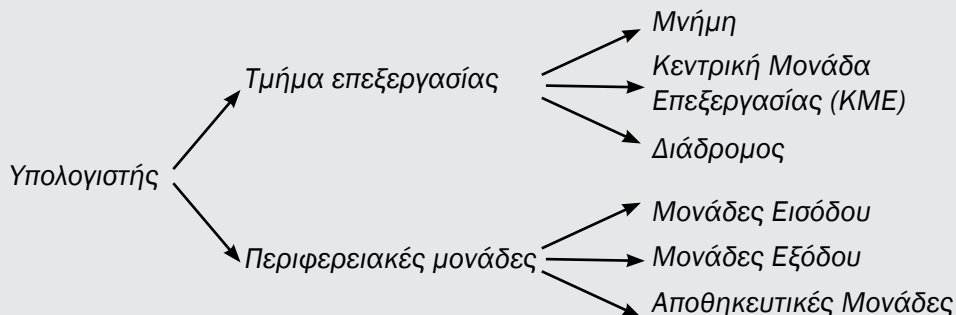 Μνήμη
Τμήμα επεξεργασίας
Κεντρική Μονάδα
Επεξεργασίας (ΚΜΕ)
Διάδρομος
Υπολογιστής
Μονάδες Εισόδου
Περιφερειακές μονάδες
Μονάδες Εξόδου
Αποθηκευτικές Μονάδες